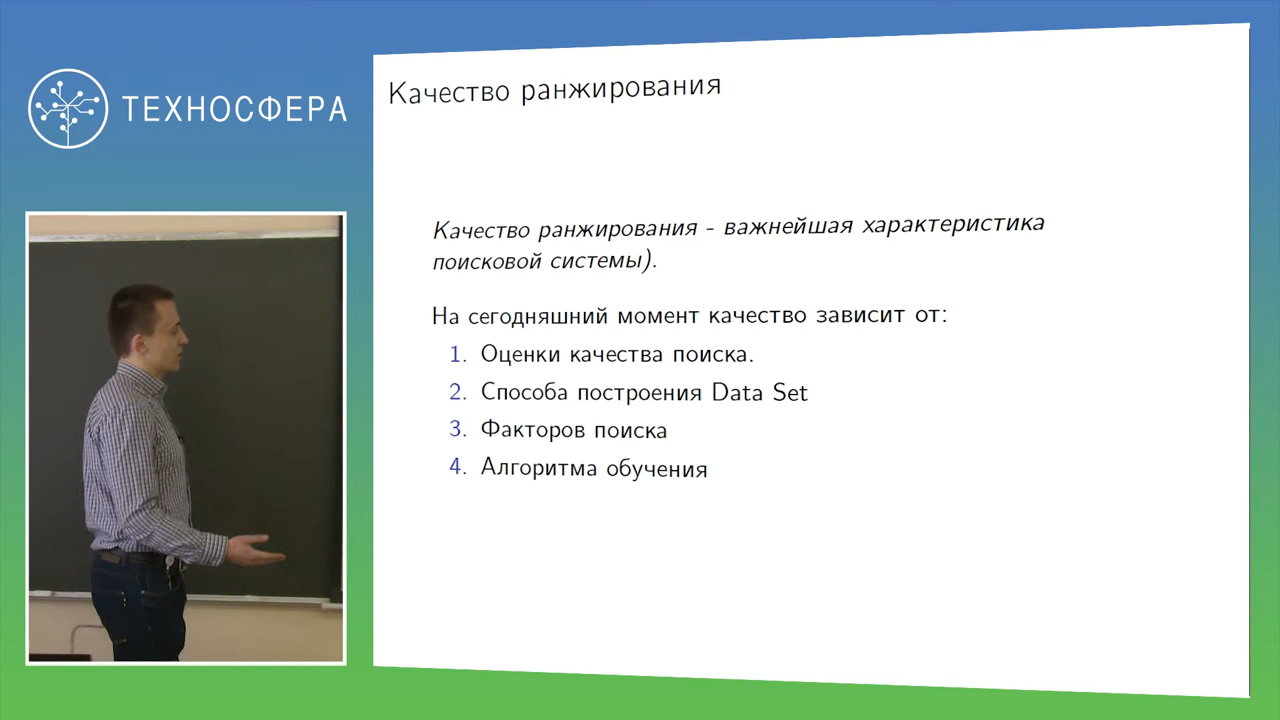 ТЕХНОСФЕРА
Качество ранжирования
Качество ранжирования - важнейшая характеристика
поисковой системы).
На сегодняшний момент качество зависит от:
1. Оценки качества поиска.
2. Способа построения Data Set
3. Факторов поиска
4. Алгоритма обучения